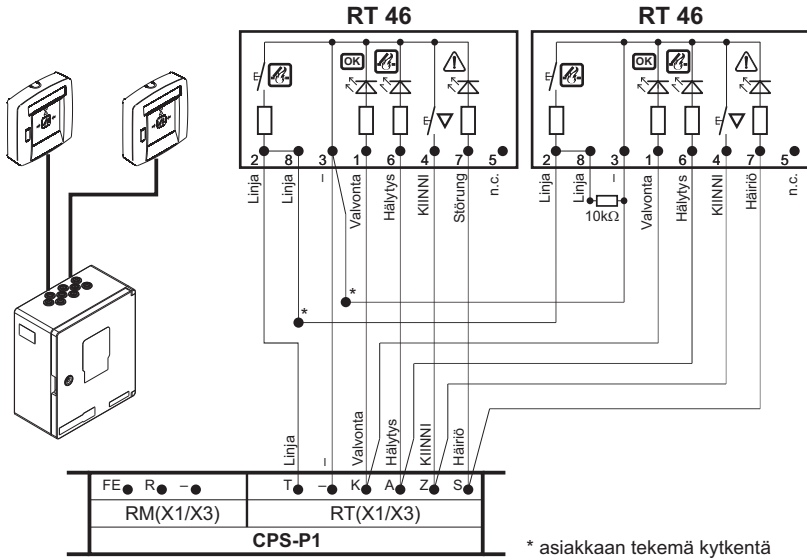 RT 46
RT 46
OK
OK
2 8 3 1 6 4 7 5
2 8 3 1 6 4 7 5
Linja
Linja
–
Valvonta
Hälytys
KIINNI
Störung
n.c.
Linja
Linja
10kΩ
–
Valvonta
Hälytys
KIINNI
Häiriö
n.c.
*
*
Linja
–
Valvonta
Hälytys
KIINNI
Häiriö
FE R – T – K A Z S
RM(X1/X3) RT(X1/X3)
CPS-P1
* asiakkaan tekemä kytkentä